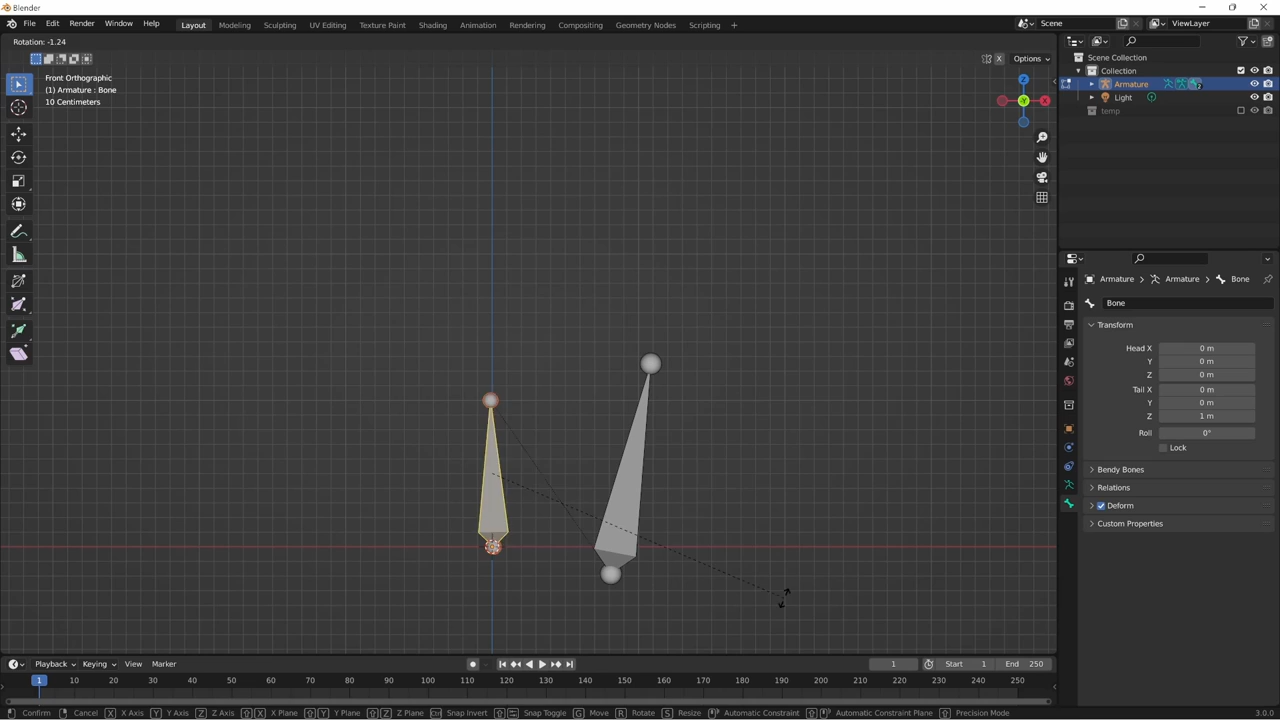 Blender
File Edit Render Window Help Layout Modeling Sculpting UV Editing Texture Paint Shading Animation Rendering Compositing Geometry Nodes Scripting + Scene ViewLayer
Rotation: -1.24
X Options
Front Orthographic
(1) Armature : Bone
10 Centimeters
Z
Y
X
Scene Collection
Collection
Armature 2
Light
temp
Armature > Armature > Bone
Bone
Transform
Head X 0 m
Y 0 m
Z 0 m
Tail X 0 m
Y 0 m
Z 1 m
Roll 0°
Lock
Bendy Bones
Relations
Deform
Custom Properties
Playback Keying View Marker 1 Start 1 End 250
1 10 20 30 40 50 60 70 80 90 100 110 120 130 140 150 160 170 180 190 200 210 220 230 240 250
Confirm Cancel X X Axis Y Y Axis Z Z Axis X X Plane Y Y Plane Z Z Plane Snap Invert Snap Toggle G Move R Rotate S Resize Automatic Constraint Automatic Constraint Plane Precision Mode 3.0.0